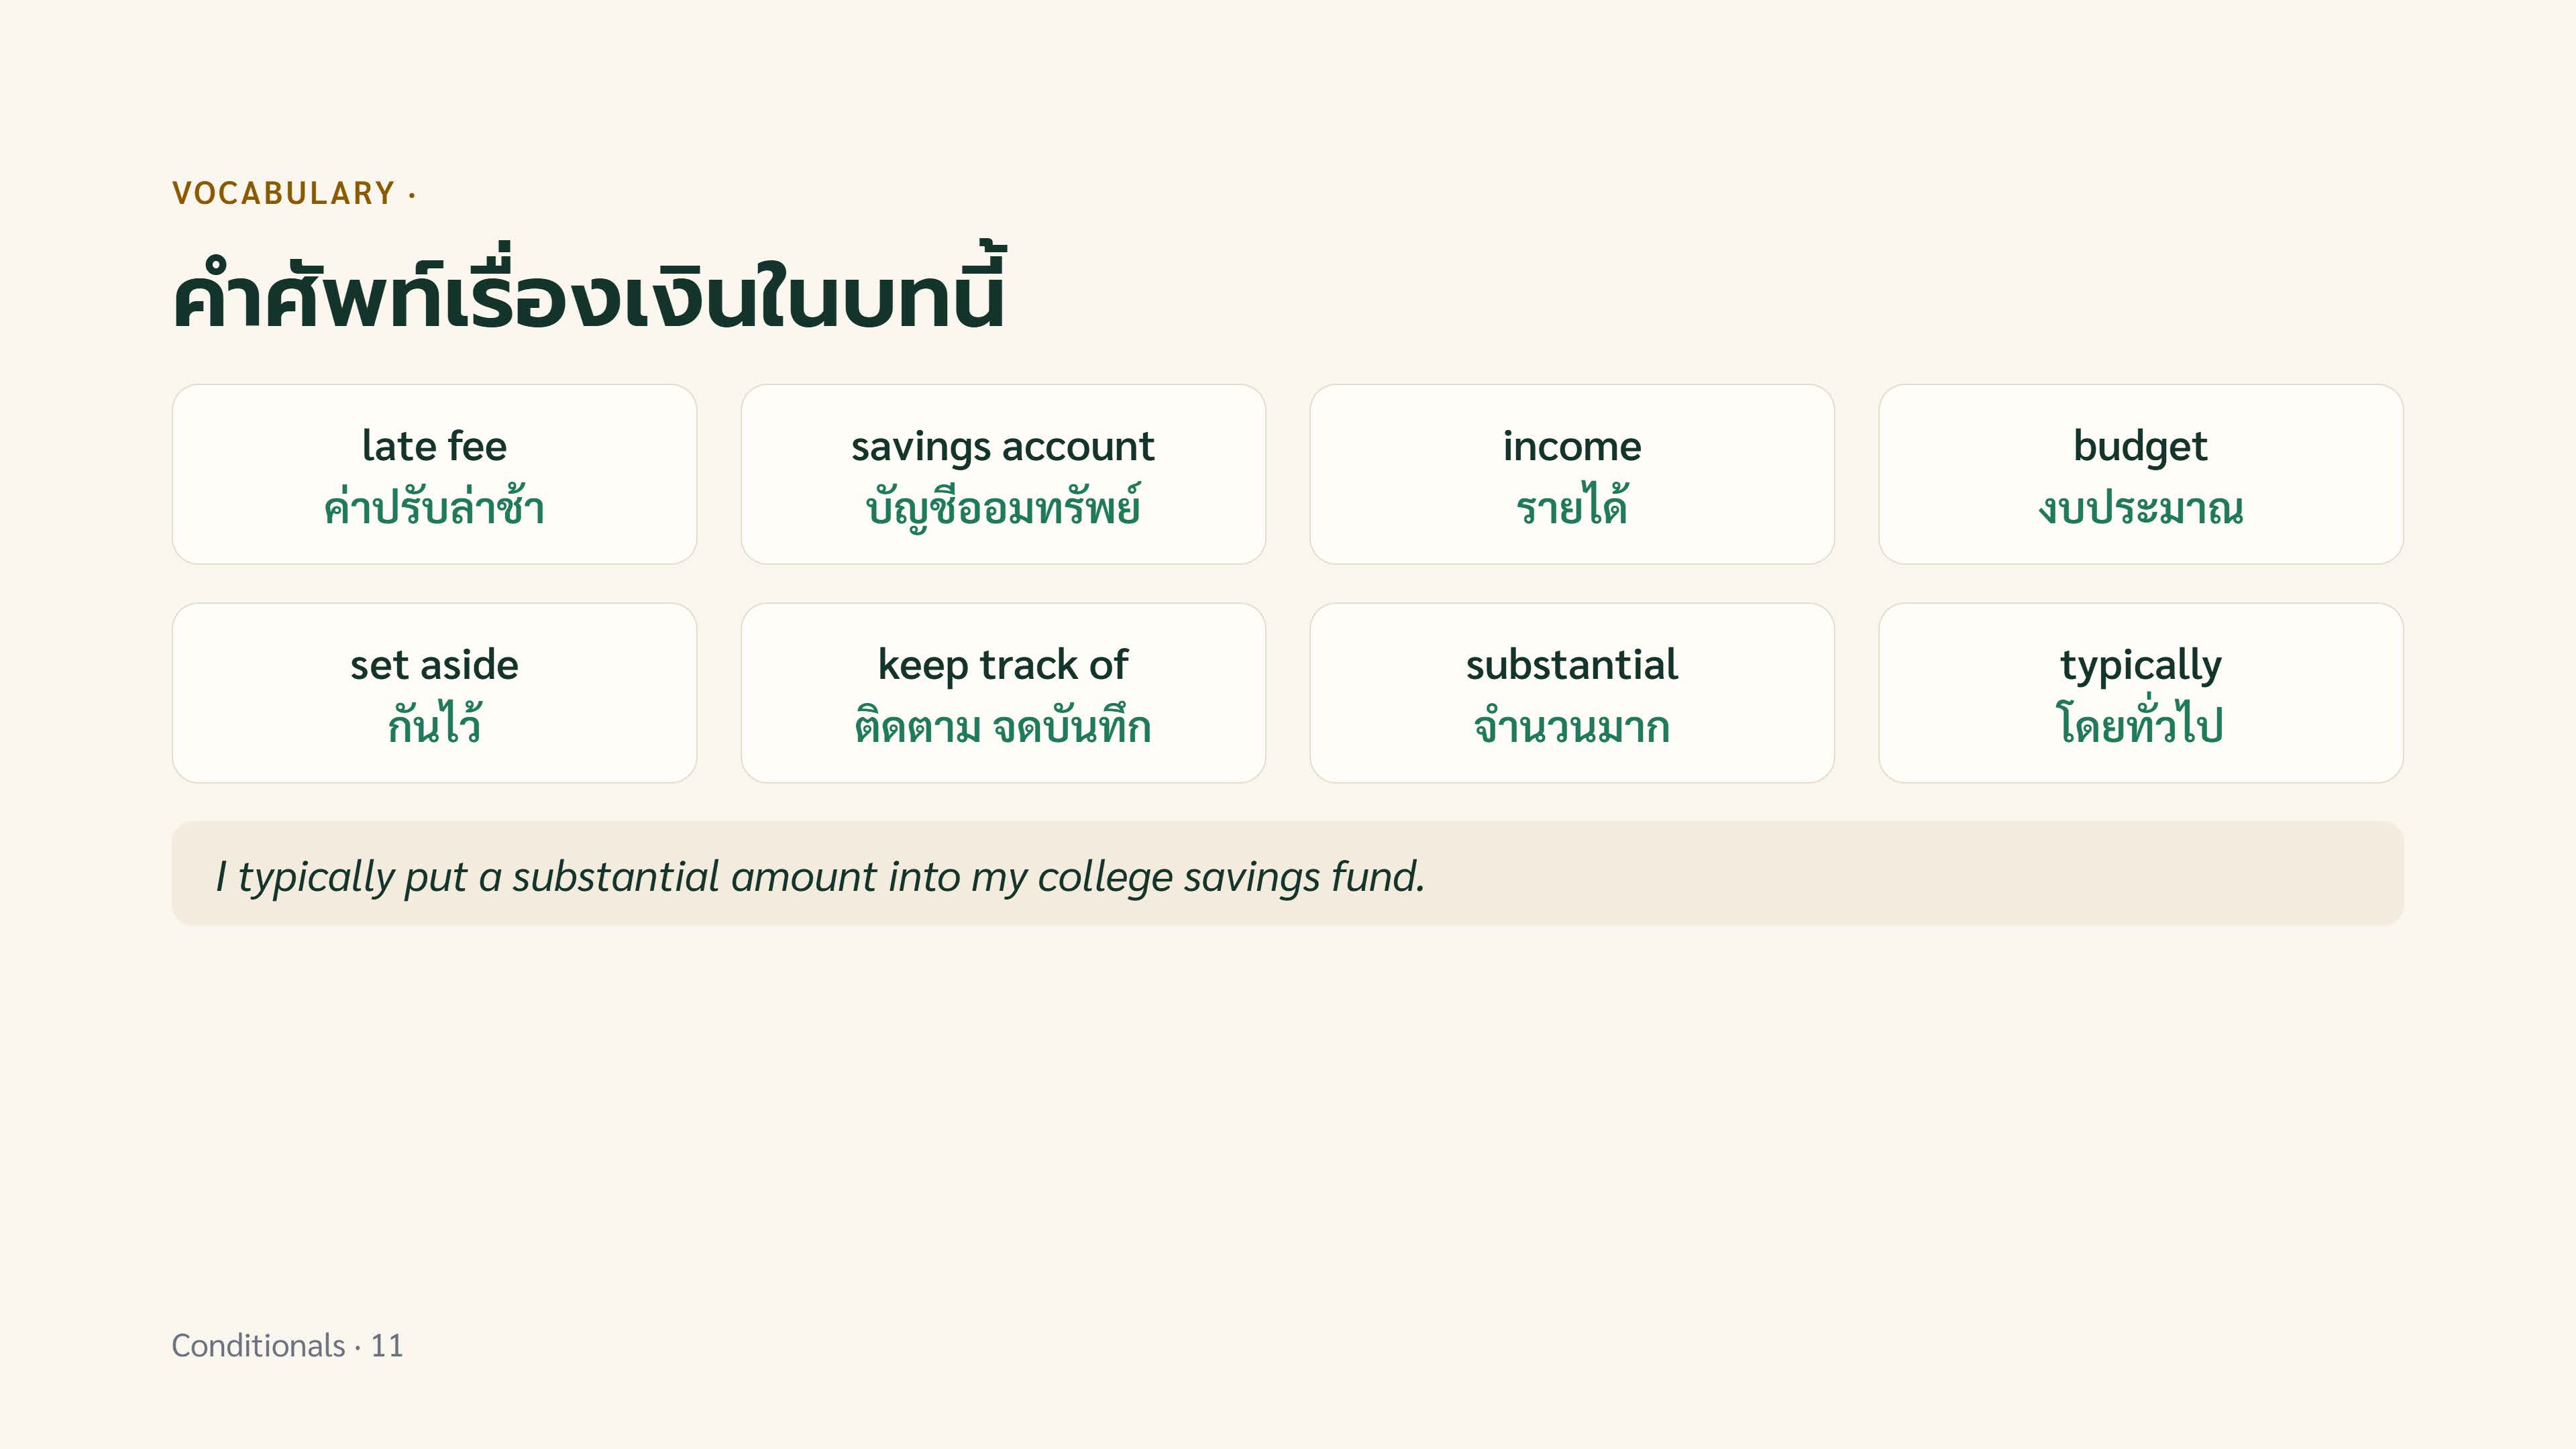 VOCABULARY ·
คำศัพท์เรื่องเงินในบทนี้
late fee
ค่าปรับล่าช้า
savings account
บัญชีออมทรัพย์
income
รายได้
budget
งบประมาณ
set aside
กันไว้
keep track of
ติดตาม จดบันทึก
substantial
จำนวนมาก
typically
โดยทั่วไป
I typically put a substantial amount into my college savings fund.
Conditionals · 11